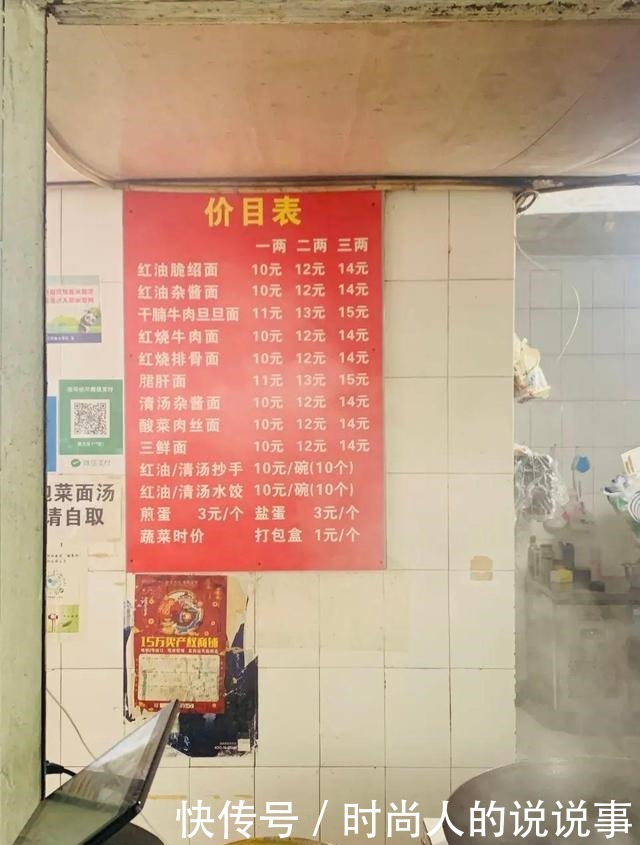 价目表
一两 二两 三两
红油脆绍面 10元 12元 14元
红油杂酱面 10元 12元 14元
干腩牛肉旦旦面 11元 13元 15元
红烧牛肉面 10元 12元 14元
红烧排骨面 10元 12元 14元
腒肝面 11元 13元 15元
清汤杂酱面 10元 12元 14元
酸菜肉丝面 10元 12元 14元
三鲜面 10元 12元 14元
红油/清汤抄手 10元/碗(10个)
红油/清汤水饺 10元/碗(10个)
煎蛋 3元/个 盐蛋 3元/个
蔬菜时价 打包盒 1元/个
微信支付
泡菜面汤
请自取
15万买产权商铺
快传号 / 时尚人的说说事